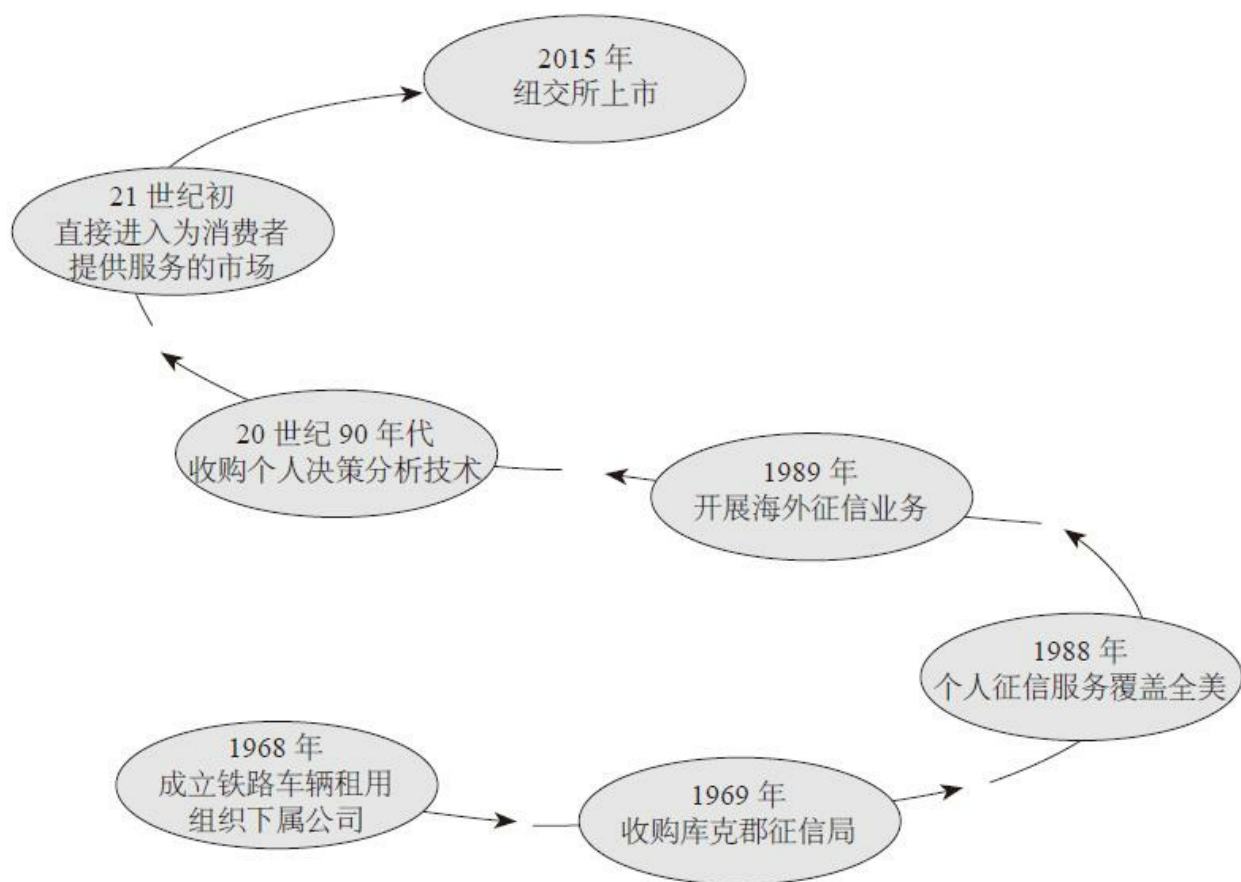 2015 年
纽交所上市
21 世纪初
直接进入为消费者
提供服务的市场
20 世纪 90 年代
收购个人决策分析技术
1989 年
开展海外征信业务
1988 年
个人征信服务覆盖全美
1968 年
成立铁路车辆租用
组织下属公司
1969 年
收购库克郡征信局